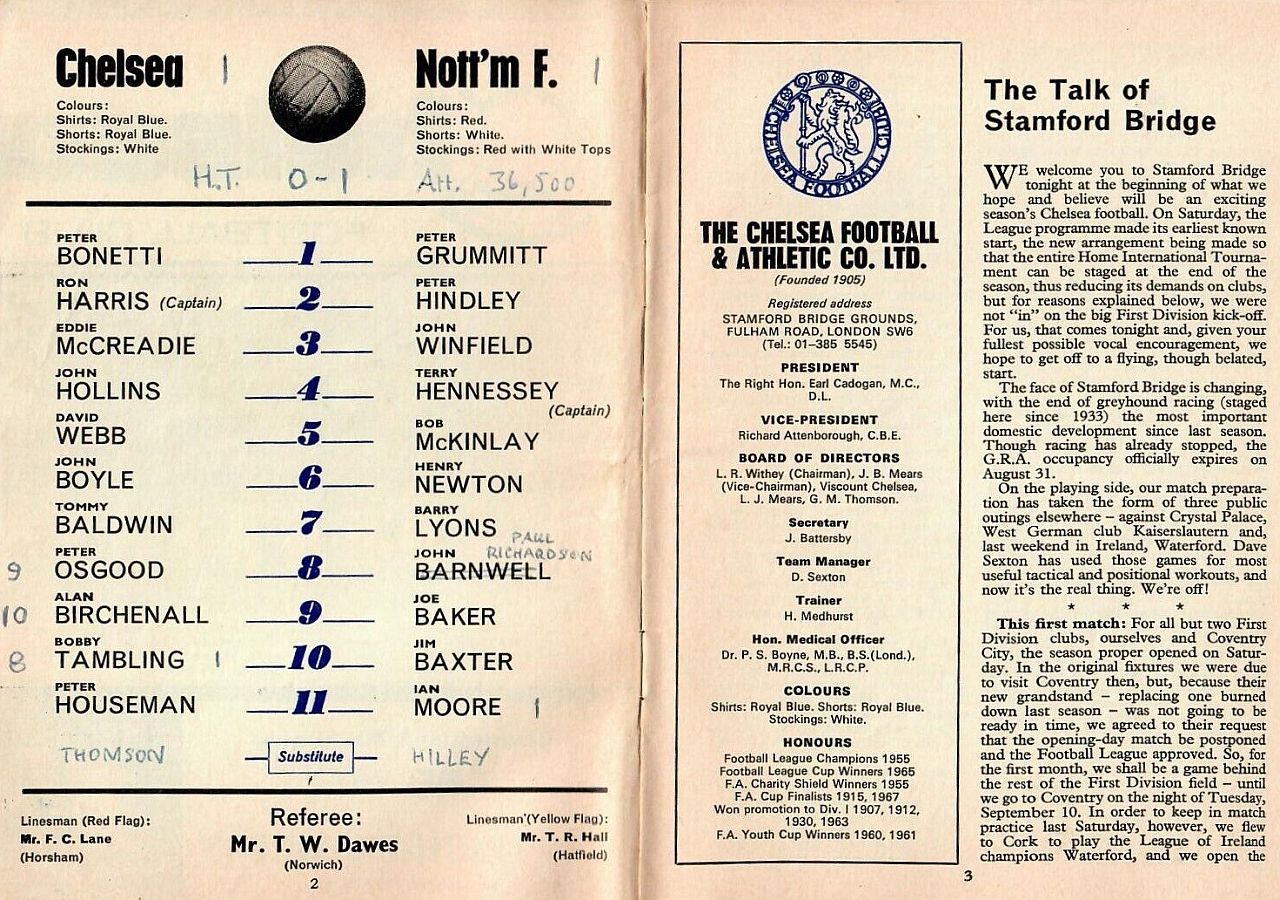 Chelsea 1
Colours:
Shirts: Royal Blue.
Shorts: Royal Blue.
Stockings: White
Nott'm F. 1
Colours:
Shirts: Red.
Shorts: White.
Stockings: Red with White Tops
H.T. 0-1 Att. 36,500
PETER
BONETTI 1 PETER
GRUMMITT
RON
HARRIS (Captain) 2 PETER
HINDLEY
EDDIE
McCREADIE 3 JOHN
WINFIELD
JOHN
HOLLINS 4 TERRY
HENNESSEY
(Captain)
DAVID
WEBB 5 BOB
McKINLAY
JOHN
BOYLE 6 HENRY
NEWTON
TOMMY
BALDWIN 7 BARRY
LYONS
PAUL
RICHARDSON
PETER
9 OSGOOD 8 JOHN
BARNWELL
ALAN
10 BIRCHENALL 9 JOE
BAKER
BOBBY
8 TAMBLING 1 10 JIM
BAXTER
PETER
HOUSEMAN 11 IAN
MOORE 1
THOMSON Substitute HILLEY
Linesman (Red Flag):
Mr. F. C. Lane
(Horsham)
Referee:
Mr. T. W. Dawes
(Norwich)
2
Linesman'(Yellow Flag):
Mr. T. R. Hall
(Hatfield)
CHELSEA FOOTBALL CLUB
THE CHELSEA FOOTBALL
& ATHLETIC CO. LTD.
(Founded 1905)
Registered address
STAMFORD BRIDGE GROUNDS,
FULHAM ROAD, LONDON SW6
(Tel.: 01–385 5545)
PRESIDENT
The Right Hon. Earl Cadogan, M.C.,
D.L.
VICE-PRESIDENT
Richard Attenborough, C.B.E.
BOARD OF DIRECTORS
L. R. Withey (Chairman), J. B. Mears
(Vice-Chairman), Viscount Chelsea,
L. J. Mears, G. M. Thomson.
Secretary
J. Battersby
Team Manager
D. Sexton
Trainer
H. Medhurst
Hon. Medical Officer
Dr. P. S. Boyne, M.B., B.S.(Lond.),
M.R.C.S., L.R.C.P.
COLOURS
Shirts: Royal Blue. Shorts: Royal Blue.
Stockings: White.
HONOURS
Football League Champions 1955
Football League Cup Winners 1965
F.A. Charity Shield Winners 1955
F.A. Cup Finalists 1915, 1967
Won promotion to Div. I 1907, 1912,
1930, 1963
F.A. Youth Cup Winners 1960, 1961
The Talk of
Stamford Bridge
WE welcome you to Stamford Bridge
tonight at the beginning of what we
hope and believe will be an exciting
season's Chelsea football. On Saturday, the
League programme made its earliest known
start, the new arrangement being made so
that the entire Home International Tourna-
ment can be staged at the end of the
season, thus reducing its demands on clubs,
but for reasons explained below, we were
not "in" on the big First Division kick-off.
For us, that comes tonight and, given your
fullest possible vocal encouragement, we
hope to get off to a flying, though belated,
start.
The face of Stamford Bridge is changing,
with the end of greyhound racing (staged
here since 1933) the most important
domestic development since last season.
Though racing has already stopped, the
G.R.A. occupancy officially expires on
August 31.
On the playing side, our match prepara-
tion has taken the form of three public
outings elsewhere – against Crystal Palace,
West German club Kaiserslautern and,
last weekend in Ireland, Waterford. Dave
Sexton has used those games for most
useful tactical and positional workouts, and
now it's the real thing. We're off!
* * *
This first match: For all but two First
Division clubs, ourselves and Coventry
City, the season proper opened on Satur-
day. In the original fixtures we were due
to visit Coventry then, but, because their
new grandstand – replacing one burned
down last season – was not going to be
ready in time, we agreed to their request
that the opening-day match be postponed
and the Football League approved. So, for
the first month, we shall be a game behind
the rest of the First Division field – until
we go to Coventry on the night of Tuesday,
September 10. In order to keep in match
practice last Saturday, however, we flew
to Cork to play the League of Ireland
champions Waterford, and we open the
3